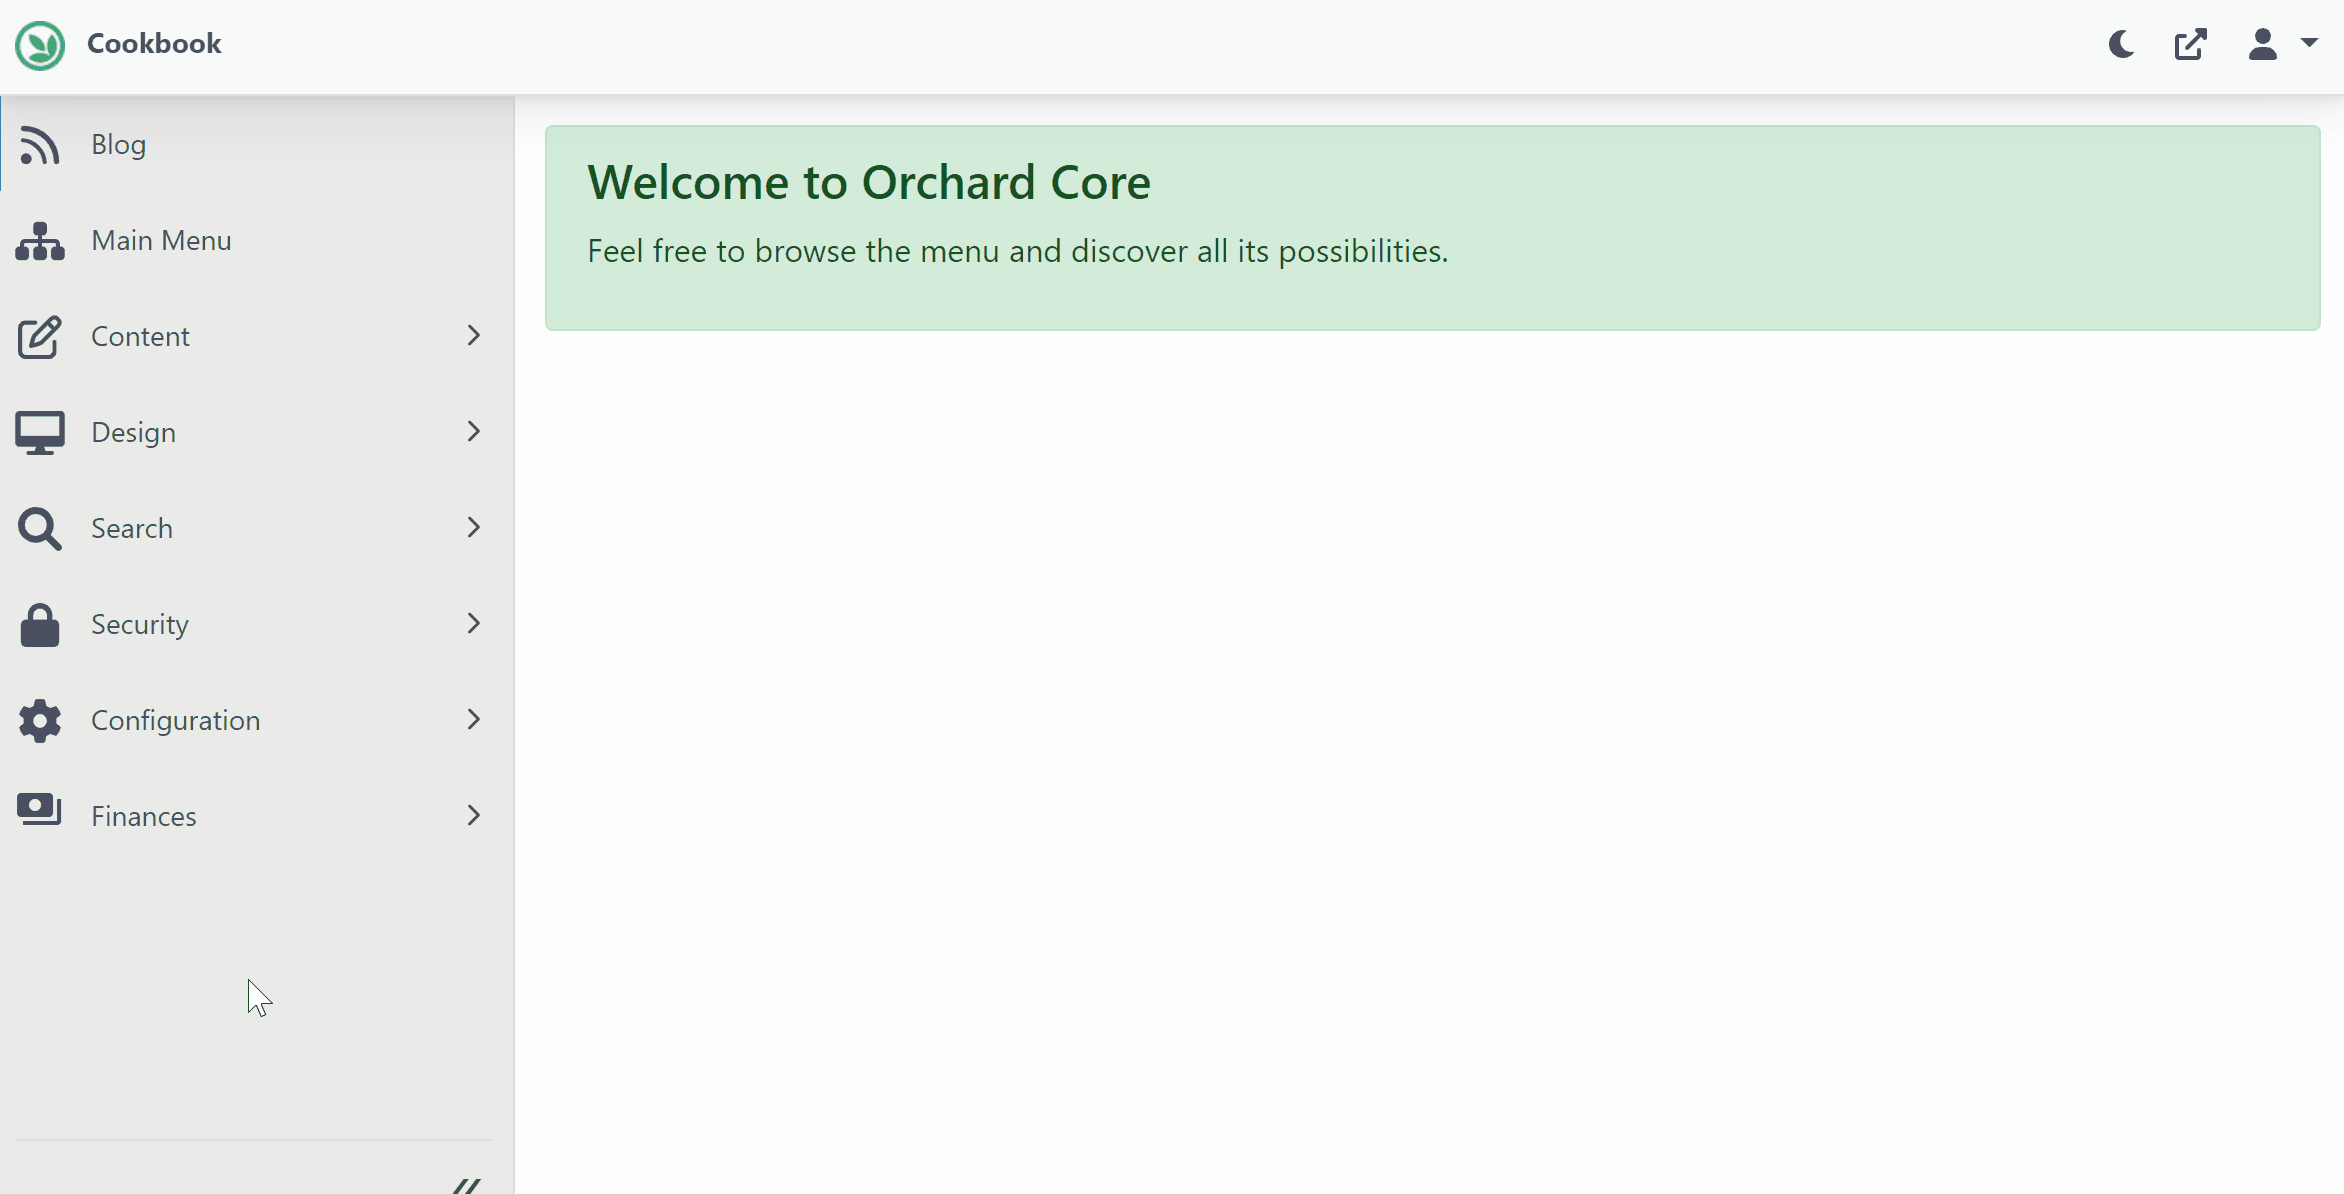 Cookbook
Blog
Main Menu
Content
Design
Search
Security
Configuration
Finances
Welcome to Orchard Core
Feel free to browse the menu and discover all its possibilities.